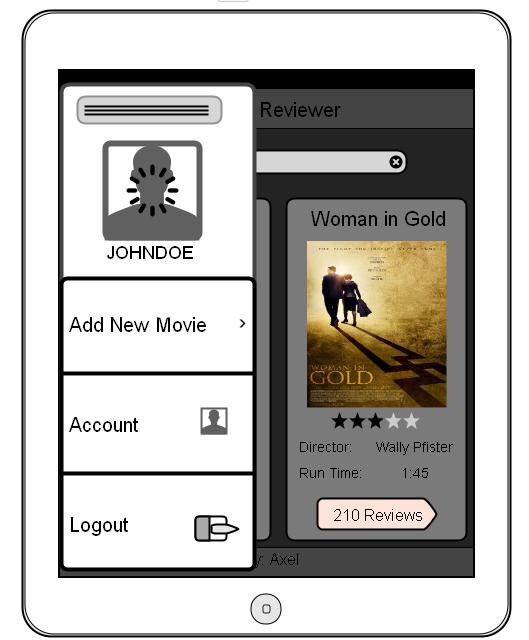 Reviewer
JOHNDOE
Add New Movie
Account
Logout
Woman in Gold
WOMAN IN
GOLD
Director: Wally Pfister
Run Time: 1:45
210 Reviews
y: Axel